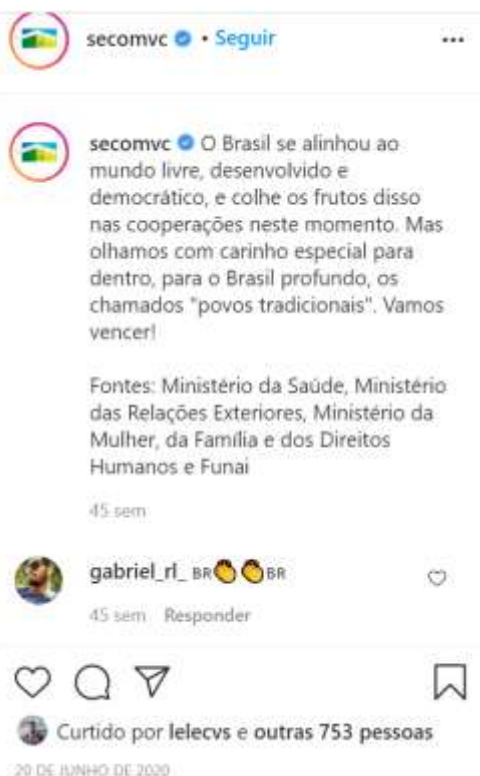 secomvc • Seguir
secomvc O Brasil se alinhou ao
mundo livre, desenvolvido e
democrático, e colhe os frutos disso
nas cooperações neste momento. Mas
olhamos com carinho especial para
dentro, para o Brasil profundo, os
chamados "povos tradicionais". Vamos
vencer!
Fontes: Ministério da Saúde, Ministério
das Relações Exteriores, Ministério da
Mulher, da Família e dos Direitos
Humanos e Funai
45 sem
gabriel_rl_ BR👏👏BR
45 sem Responder
Curtido por lelecvs e outras 753 pessoas
20 DE JUNHO DE 2020